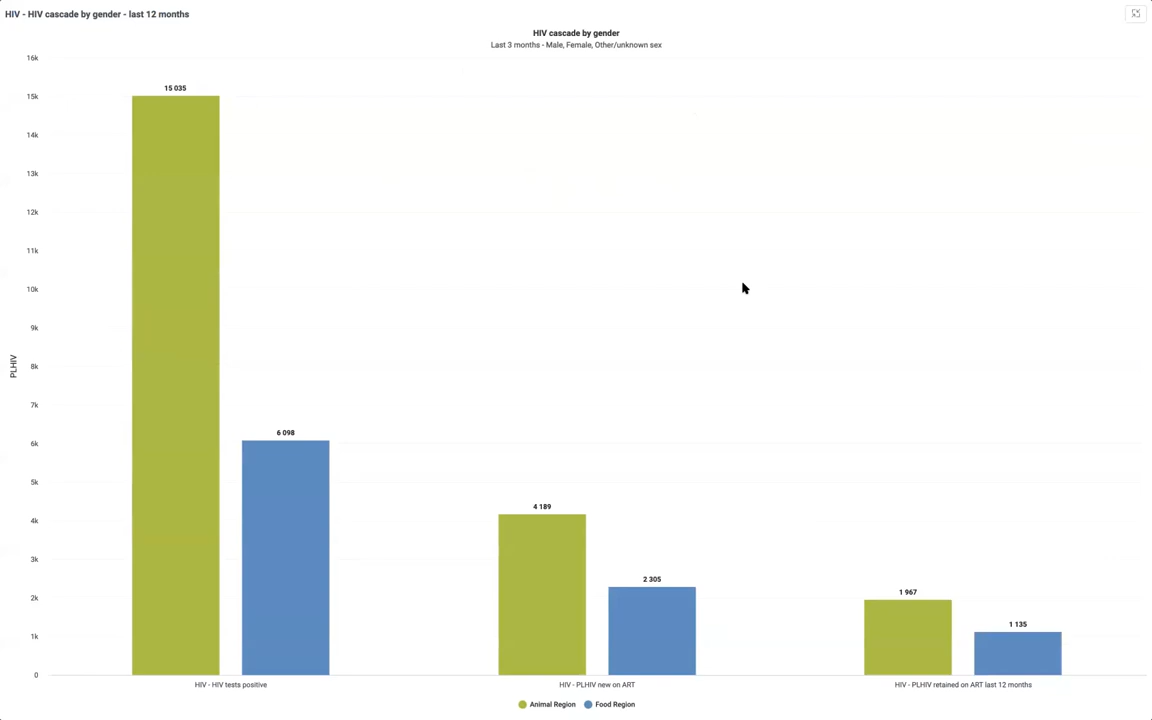 HIV - HIV cascade by gender - last 12 months
HIV cascade by gender
Last 3 months - Male, Female, Other/unknown sex
16k
15k
14k
13k
12k
11k
10k
9k
8k
7k
6k
5k
4k
3k
2k
1k
0
PLHIV
15 035
6 098
4 189
2 305
1 967
1 135
HIV - HIV tests positive
HIV - PLHIV new on ART
HIV - PLHIV retained on ART last 12 months
Animal Region
Food Region